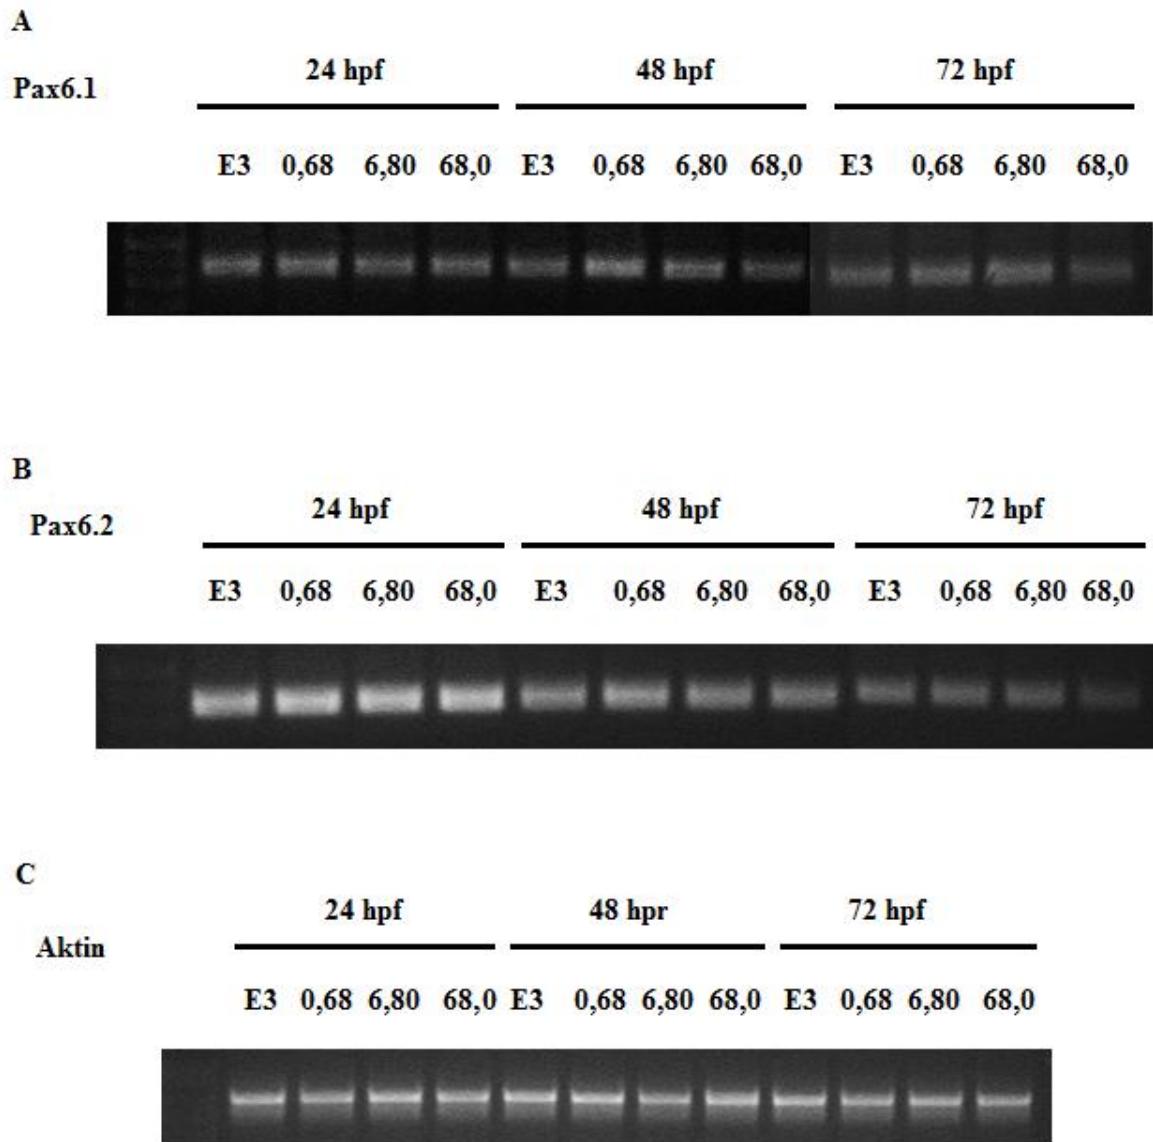 A
24 hpf 48 hpf 72 hpf
Pax6.1
E3 0,68 6,80 68,0 E3 0,68 6,80 68,0 E3 0,68 6,80 68,0
B
24 hpf 48 hpf 72 hpf
Pax6.2
E3 0,68 6,80 68,0 E3 0,68 6,80 68,0 E3 0,68 6,80 68,0
C
24 hpf 48 hpr 72 hpf
Aktin
E3 0,68 6,80 68,0 E3 0,68 6,80 68,0 E3 0,68 6,80 68,0